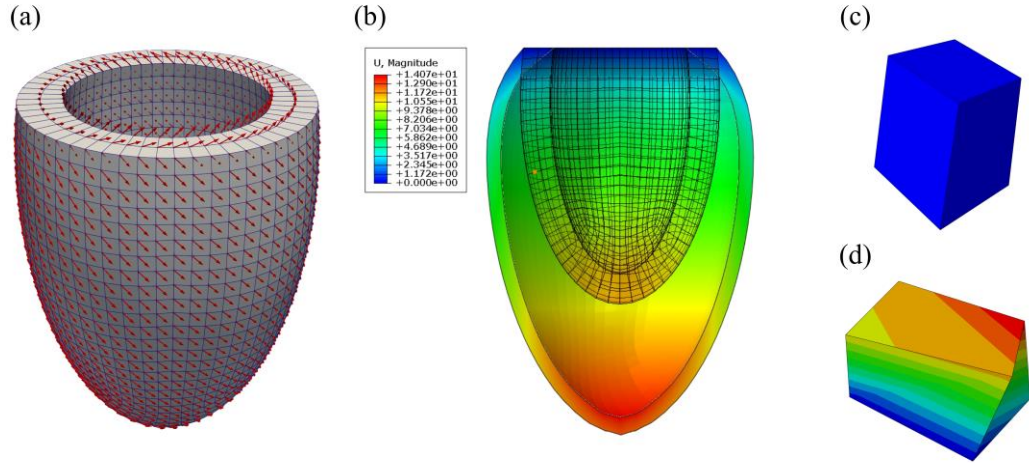 (a)
(b)
(c)
U, Magnitude
+1.407e+01
+1.290e+01
+1.172e+01
+1.055e+01
+9.378e+00
+8.206e+00
+7.034e+00
+5.862e+00
+4.689e+00
+3.517e+00
+2.345e+00
+1.172e+00
+0.000e+00
(d)